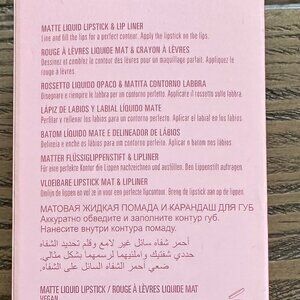 MATTE LIQUID LIPSTICK & LIP LINER
Line and fill the lips for a perfect contour. Apply the lipstick on the lips.
ROUGE À LÈVRES LIQUIDE MAT & CRAYON À LÈVRES
Dessinez et comblez le contour des lèvres pour un maquillage parfait. Appliquez le
rouge à lèvres.
ROSSETTO LIQUIDO OPACO & MATITA CONTORNO LABBRA
Disegnare e riempire le labbra per un contorno perfetto. Applicare il rossetto sulle labbra.
LÁPIZ DE LABIOS Y LABIAL LÍQUIDO MATE
Perfilar y rellenar los labios para un contorno perfecto. Aplicar el labial en los labios.
BATOM LÍQUIDO MATE E DELINEADOR DE LÁBIOS
Delineia e enche os lábios para um contorno perfeito. Aplicar o batom nos lábios.
MATTER FLÜSSIGLIPPENSTIFT & LIPLINER
Für eine perfekte Kontur die Lippen nachzeichnen und ausfüllen. Den Lippenstift auftragen.
VLOEIBARE LIPSTICK MAT & LIPLINER
Omlijn de lippen en vul ze in voor een perfecte lipcontour. Breng de lipstick aan op de lippen.
МАТОВАЯ ЖИДКАЯ ПОМАДА И КАРАНДАШ ДЛЯ ГУБ
Аккуратно обведите и заполните контур губ.
Нанесите внутри контура помаду.
أحمر شفاه سائل غير لامع وقلم تحديد الشفاه
حددي شفتيك وامليهما لرسمهما بشكل مثالي.
ضعي أحمر الشفاه السائل على الشفاه
MATTE LIQUID LIPSTICK / ROUGE À LÈVRES LIQUIDE MAT
VEGAN